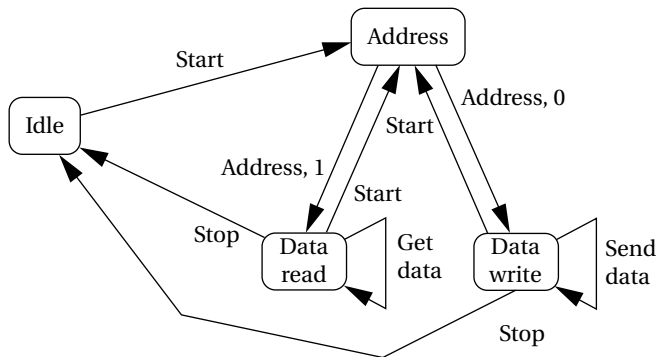 Address
Start
Idle
Address, 0
Start
Address, 1
Start
Stop
Data
read
Get
data
Data
write
Send
data
Stop